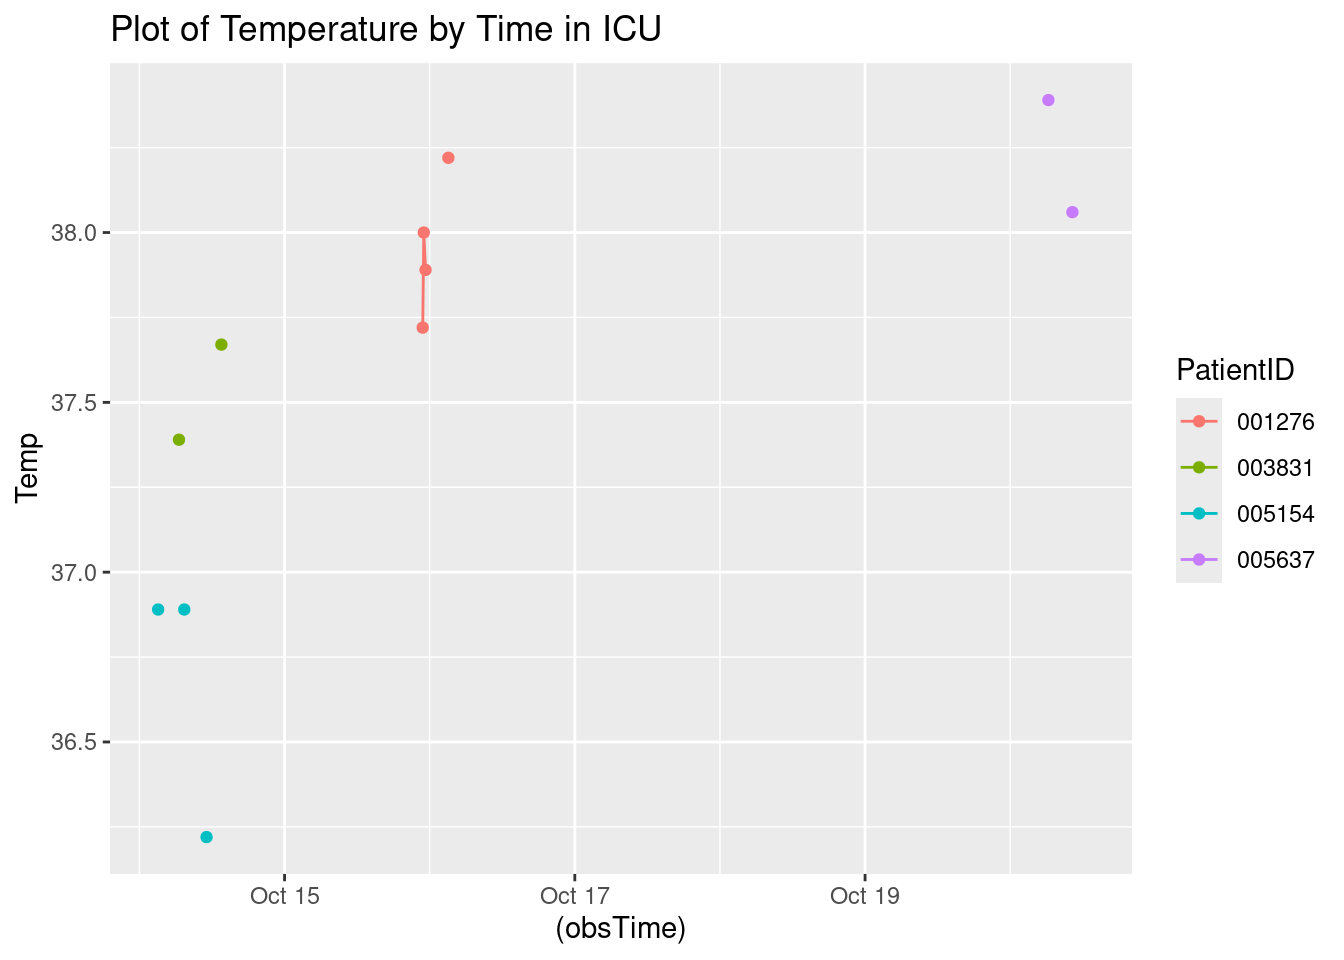 Plot of Temperature by Time in ICU
38.0
37.5
37.0
36.5
Temp
Oct 15
Oct 17
Oct 19
(obsTime)
PatientID
001276
003831
005154
005637